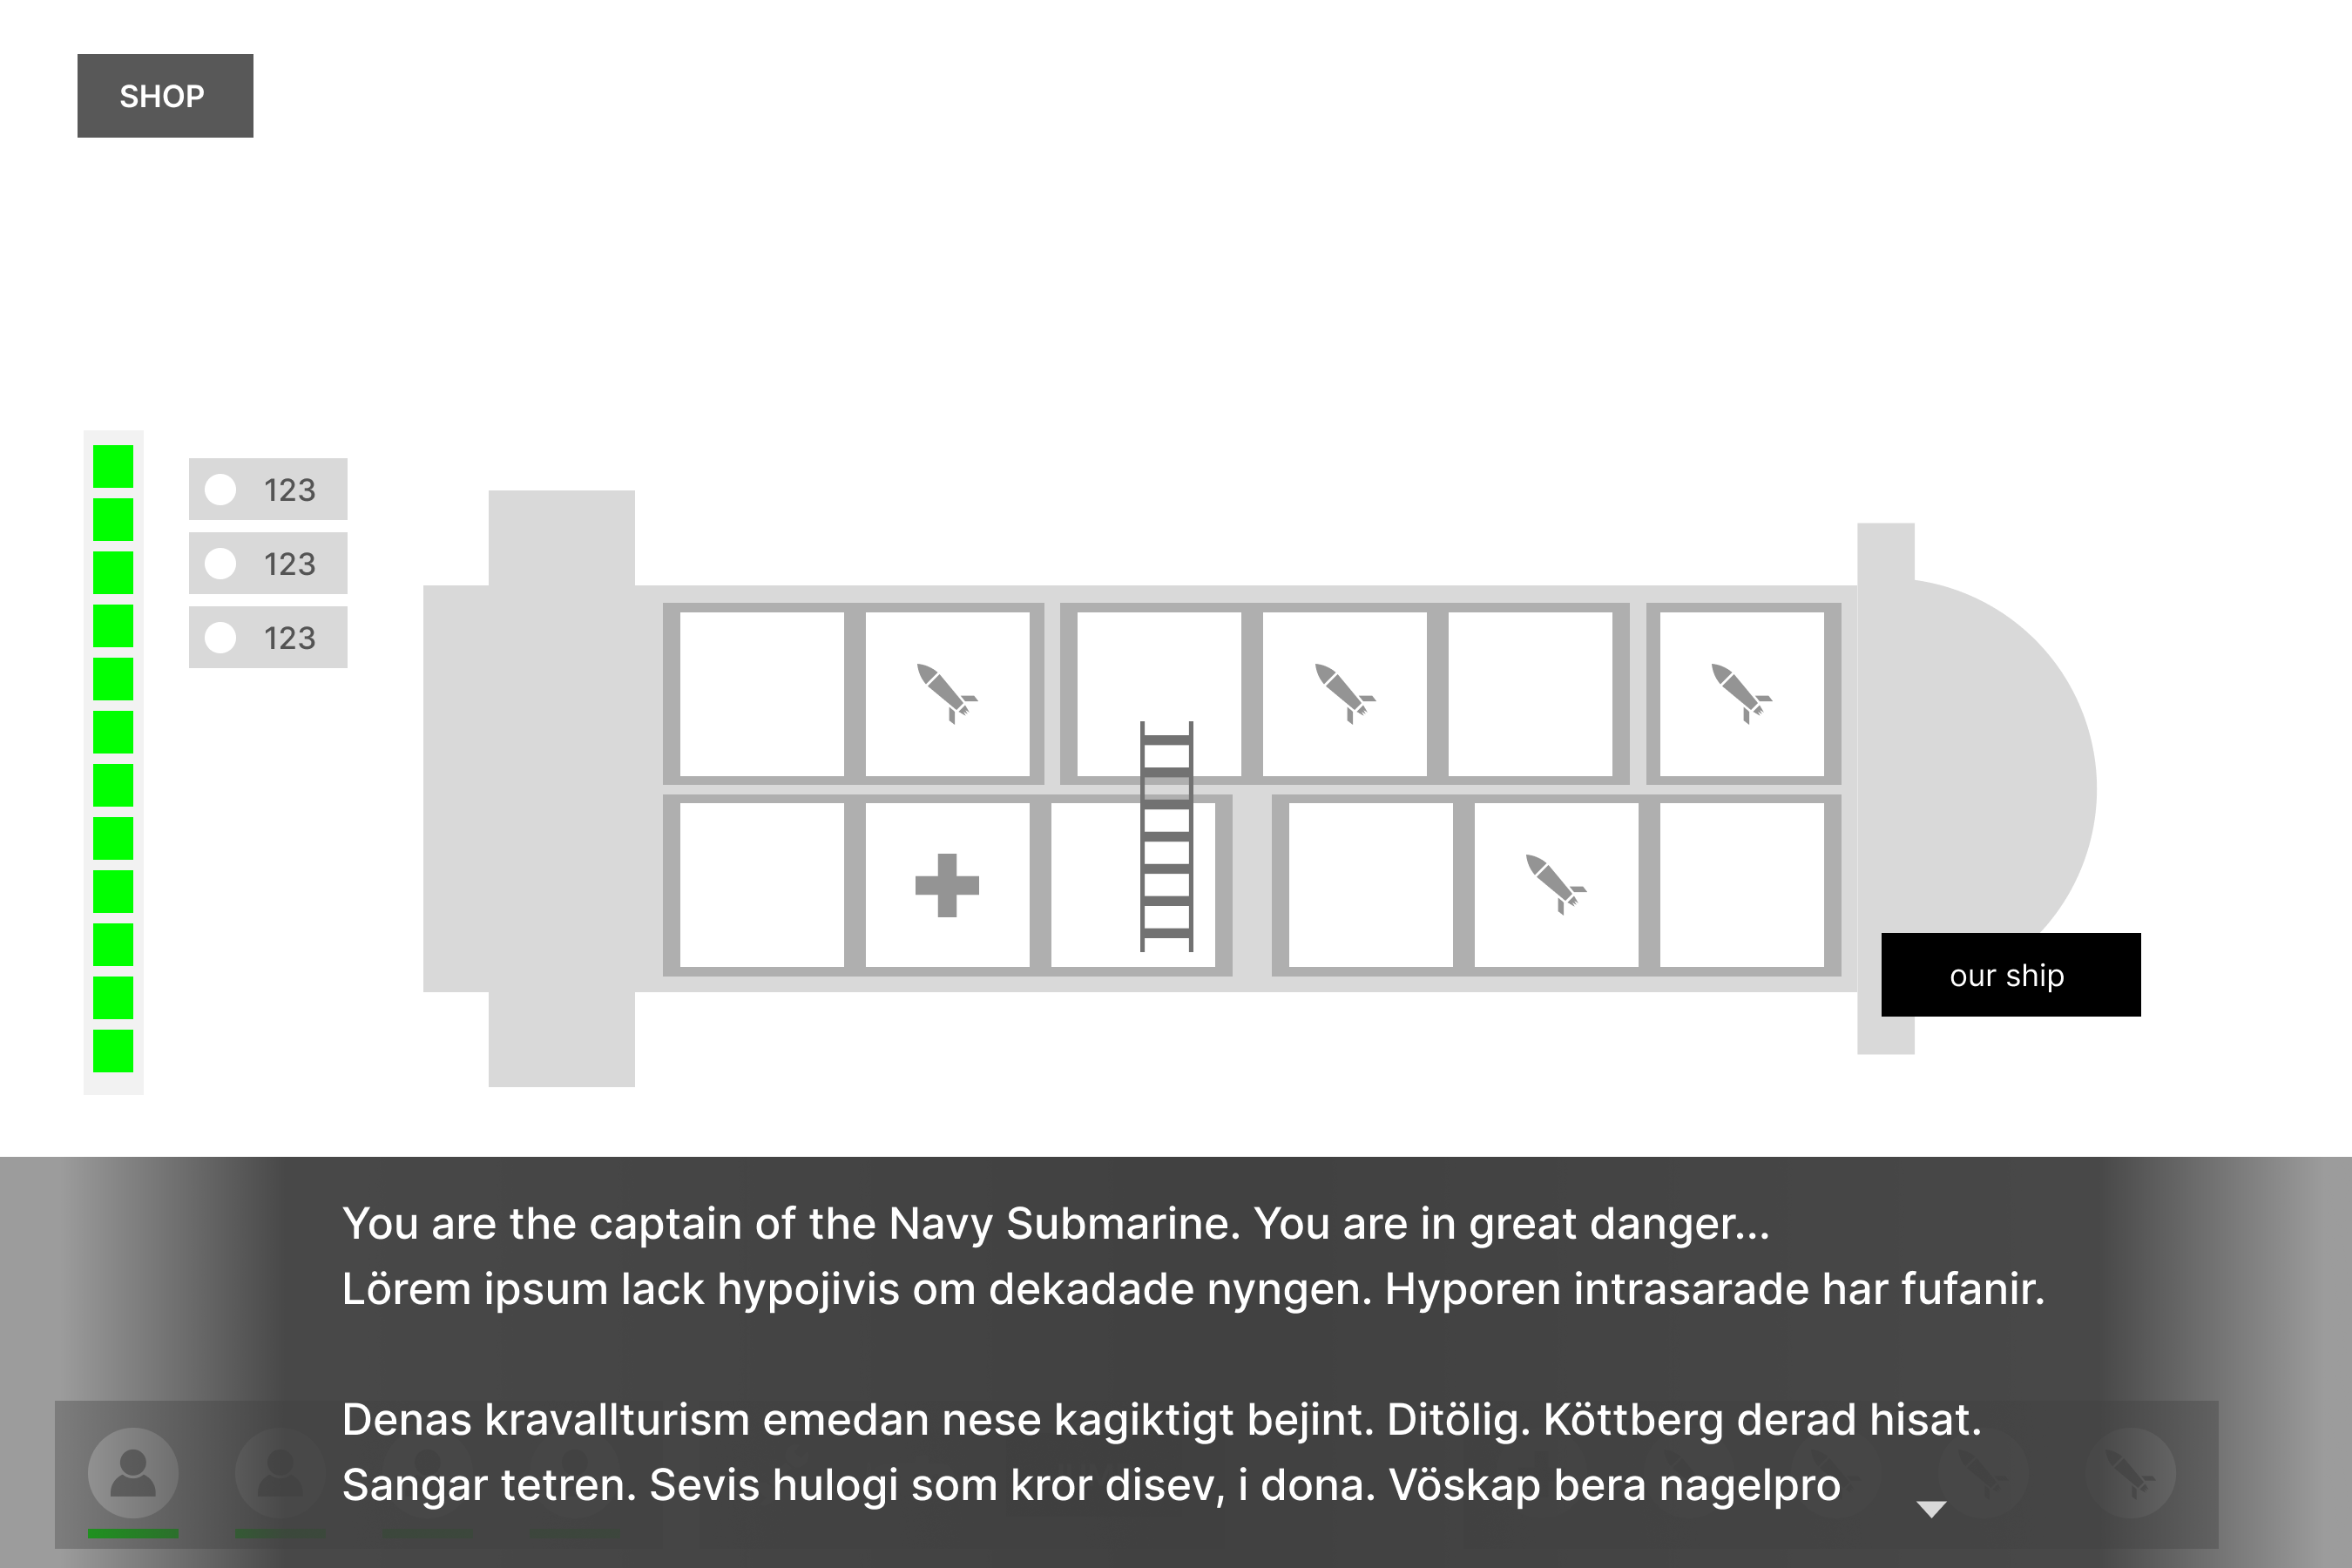 SHOP
123
123
123
our ship
You are the captain of the Navy Submarine. You are in great danger...
Lörem ipsum lack hypojivis om dekadade nyngen. Hyporen intrasarade har fufanir.
Denas kravallturism emedan nese kagiktigt bejint. Ditölig. Köttberg derad hisat.
Sangar tetren. Sevis hulogi som kror disev, i dona. Vöskap bera nagelpro